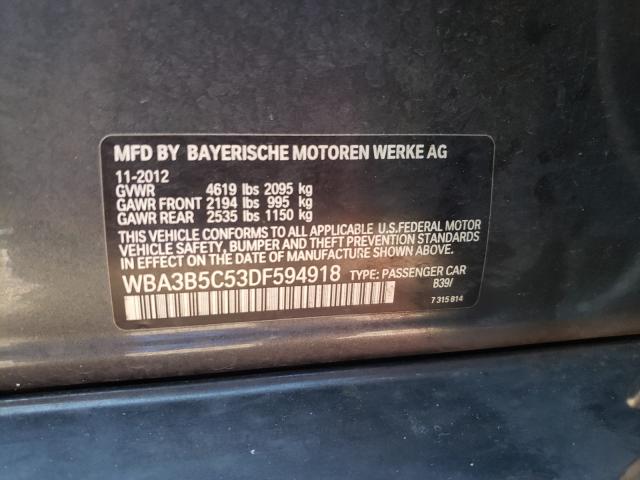 MFD BY BAYERISCHE MOTOREN WERKE AG
11-2012
GVWR 4619 lbs 2095 kg
GAWR FRONT 2194 lbs 995 kg
GAWR REAR 2535 lbs 1150 kg
THIS VEHICLE CONFORMS TO ALL APPLICABLE U.S.FEDERAL MOTOR
VEHICLE SAFETY, BUMPER AND THEFT PREVENTION STANDARDS
IN EFFECT ON THE DATE OF MANUFACTURE SHOWN ABOVE.
WBA3B5C53DF594918 TYPE: PASSENGER CAR
B39/
7 315 814